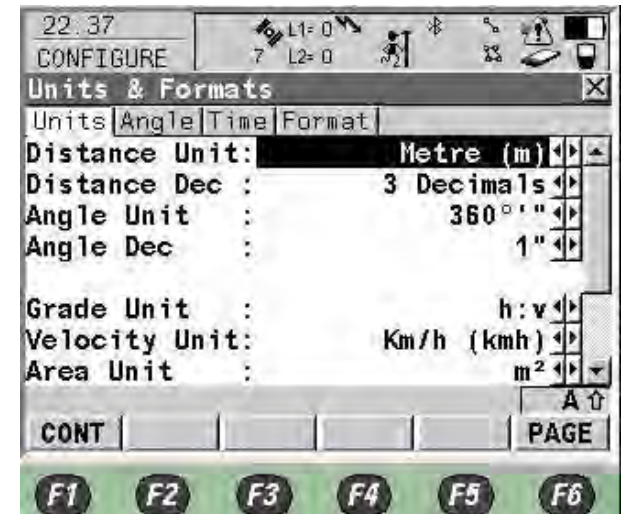 22.37
L1= 0
CONFIGURE
7 L2= 0
Units & Formats
Units Angle Time Format
Distance Unit: Metre (m)
Distance Dec : 3 Decimals
Angle Unit : 360°'"
Angle Dec : 1"
Grade Unit : h:v
Velocity Unit: Km/h (kmh)
Area Unit : m²
A
CONT PAGE
F1 F2 F3 F4 F5 F6